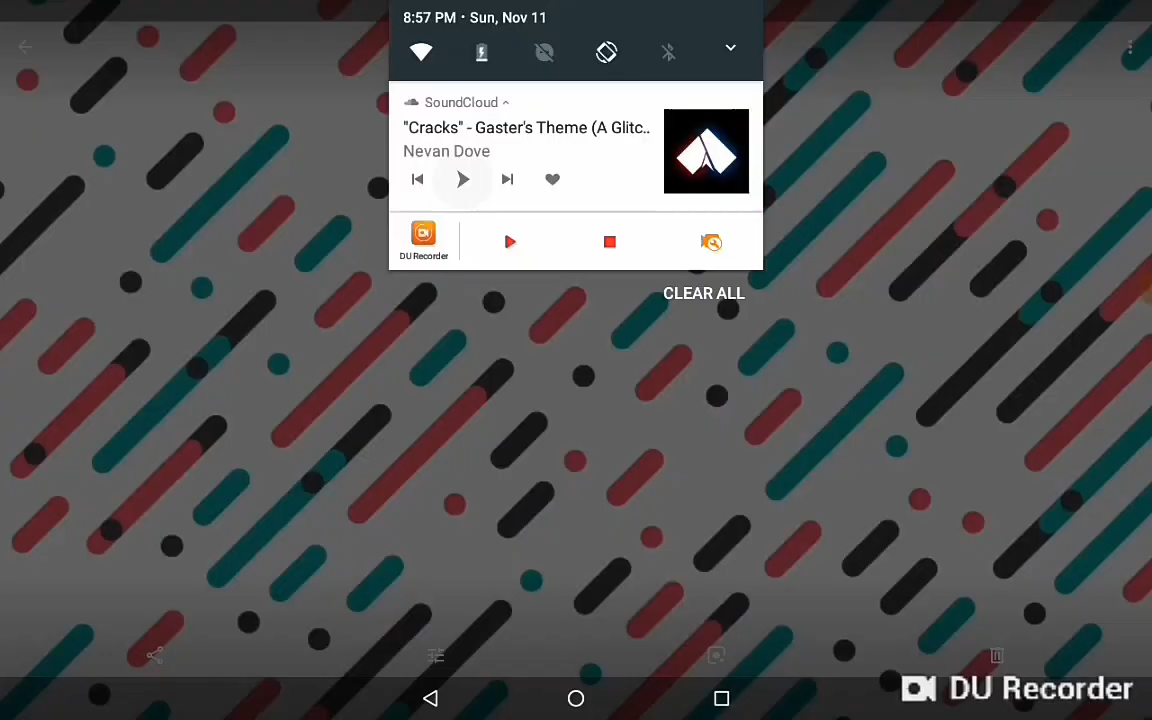 8:57 PM • Sun, Nov 11
SoundCloud
"Cracks" - Gaster's Theme (A Glitc..
Nevan Dove
DU Recorder
CLEAR ALL
DU Recorder